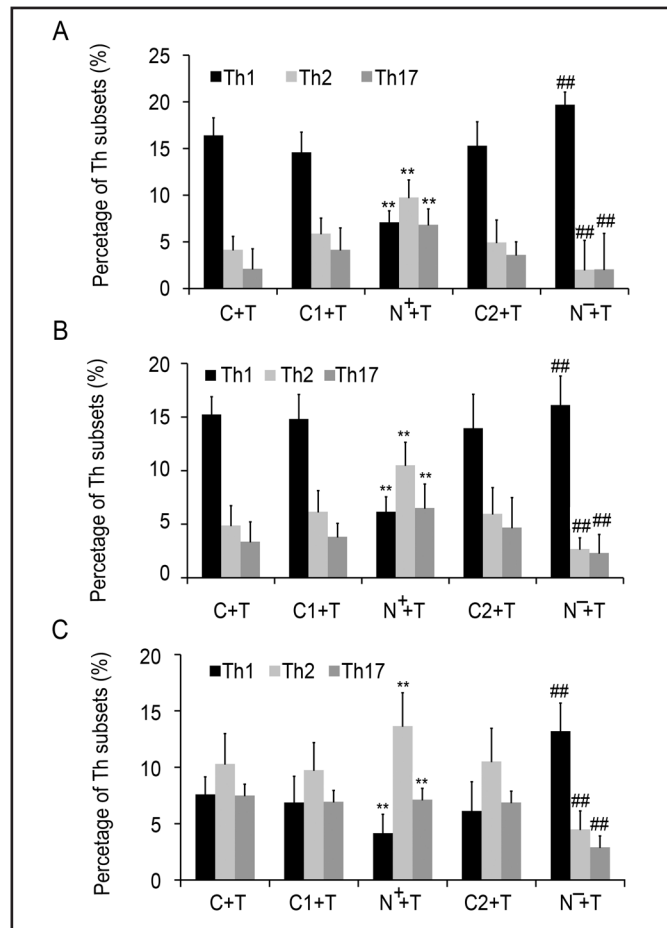 A
Percetage of Th subsets (%)
25
20
15
10
5
0
Th1 Th2 Th17
** ** **
## ## ##
C+T C1+T N++T C2+T N−+T
B
Percetage of Th subsets (%)
20
15
10
5
0
Th1 Th2 Th17
** ** **
## ## ##
C+T C1+T N++T C2+T N−+T
C
Percetage of Th subsets (%)
20
15
10
5
0
Th1 Th2 Th17
** ** **
## ## ##
C+T C1+T N++T C2+T N−+T